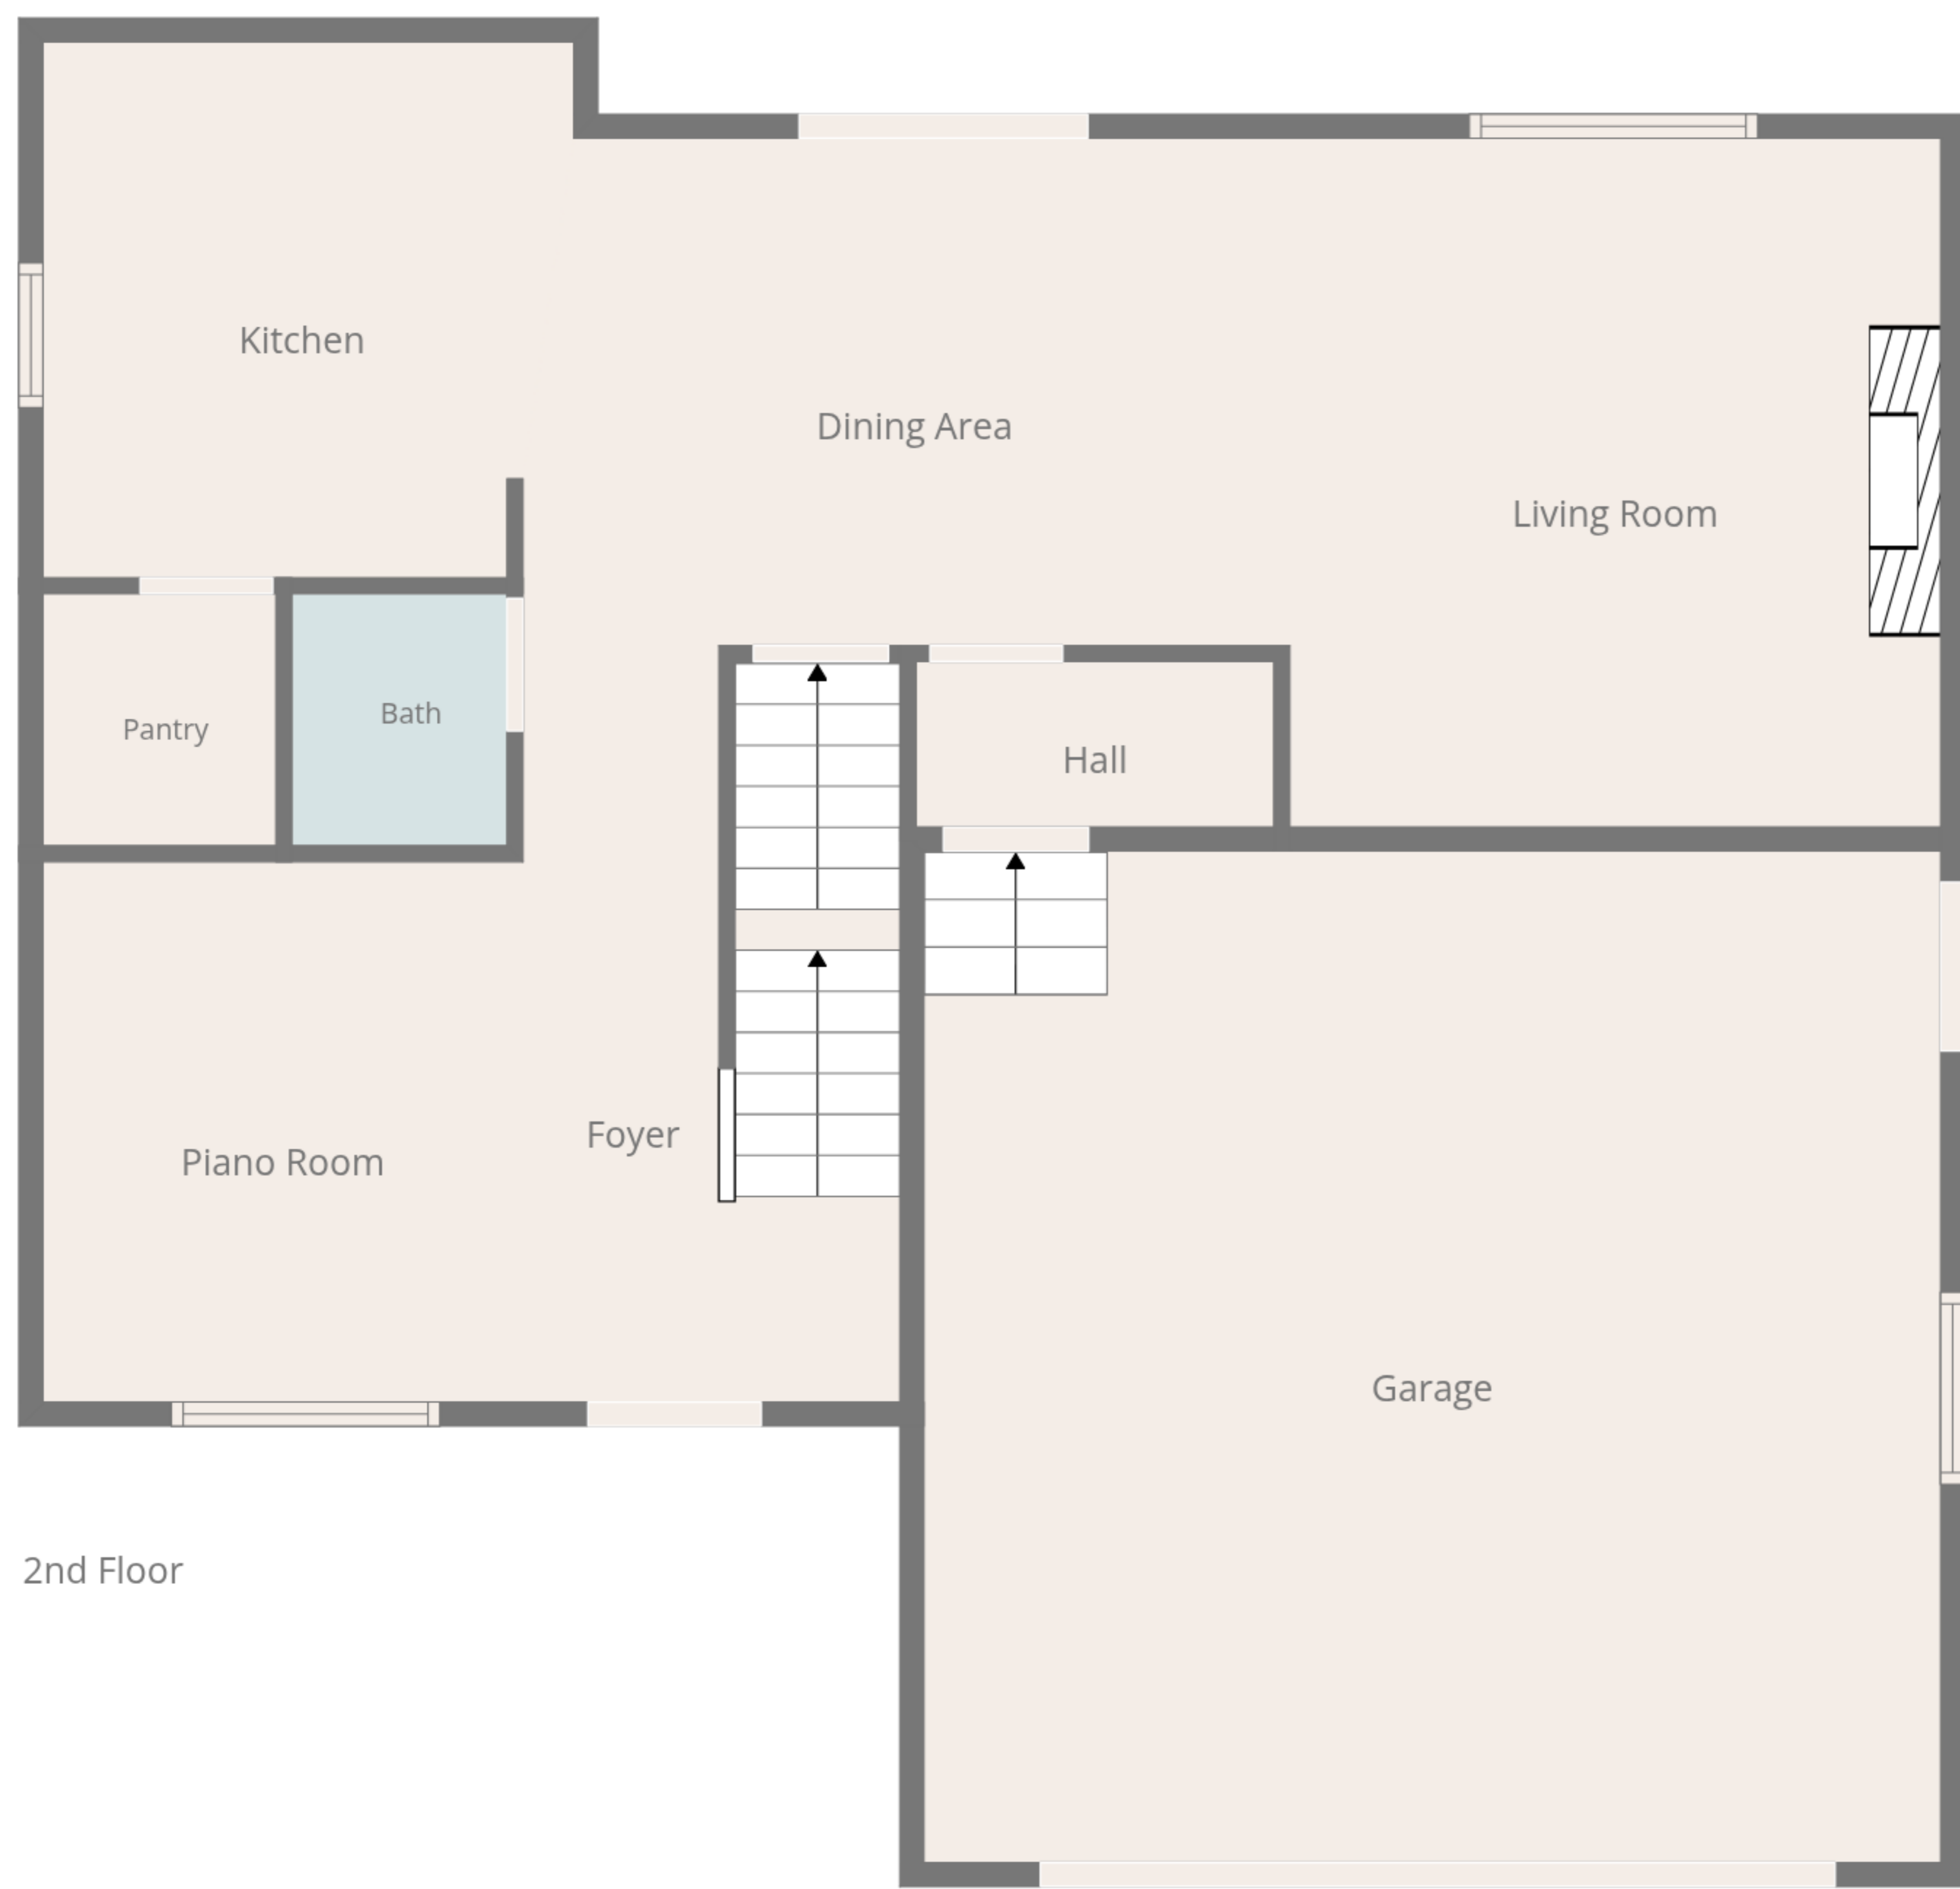 Kitchen
Dining Area
Living Room
Pantry
Bath
Hall
Piano Room
Foyer
Garage
2nd Floor